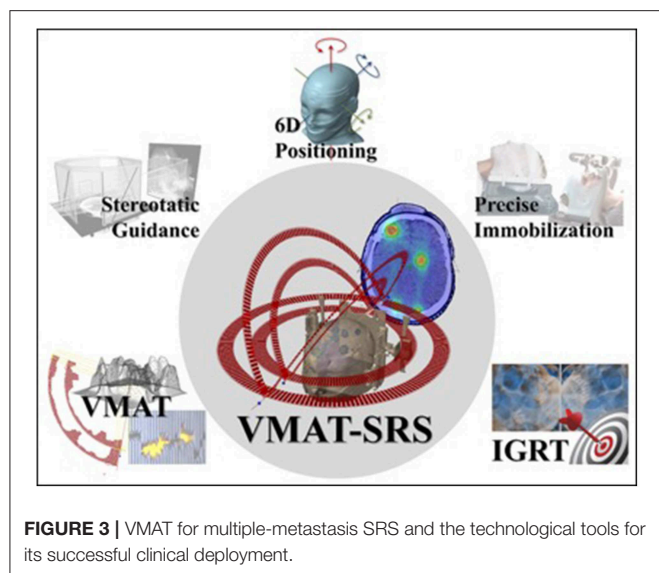 6D
Positioning
Stereotatic
Guidance
Precise
Immobilization
VMAT
VMAT-SRS
IGRT
FIGURE 3 | VMAT for multiple-metastasis SRS and the technological tools for
its successful clinical deployment.